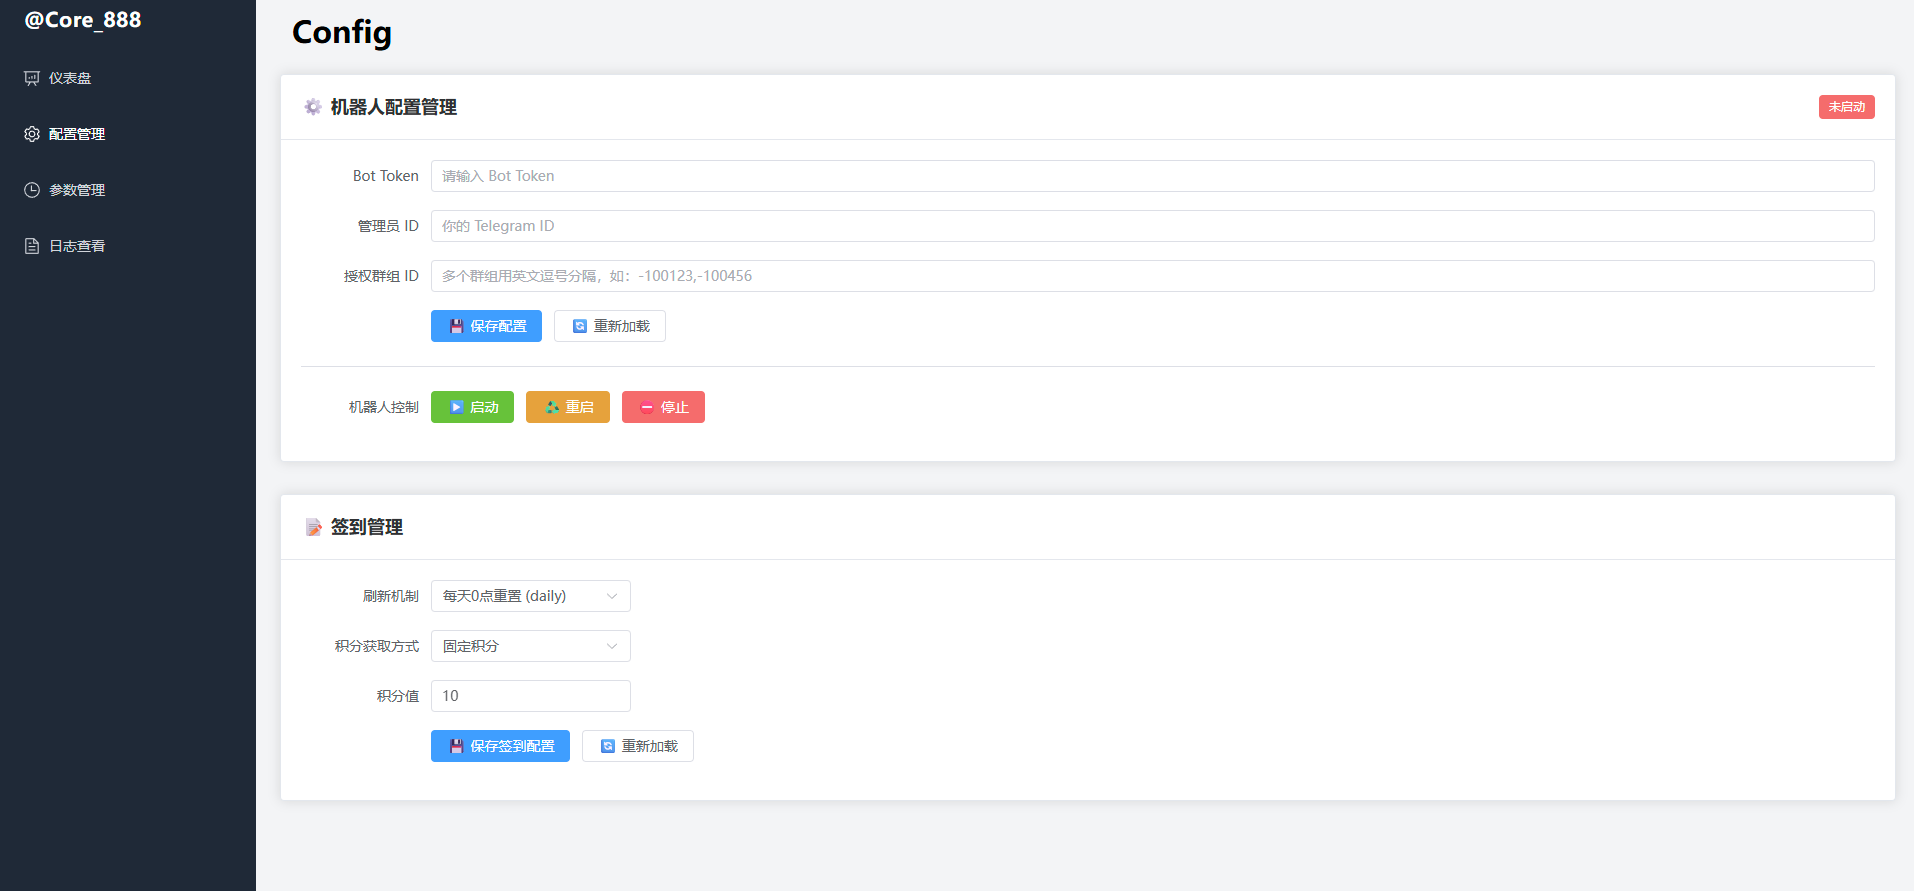 @Core_888
仪表盘
配置管理
参数管理
日志查看
Config
机器人配置管理
未启动
Bot Token 请输入 Bot Token
管理员 ID 你的 Telegram ID
授权群组 ID 多个群组用英文逗号分隔，如：-100123,-100456
保存配置 重新加载
机器人控制 启动 重启 停止
签到管理
刷新机制 每天0点重置 (daily)
积分获取方式 固定积分
积分值 10
保存签到配置 重新加载